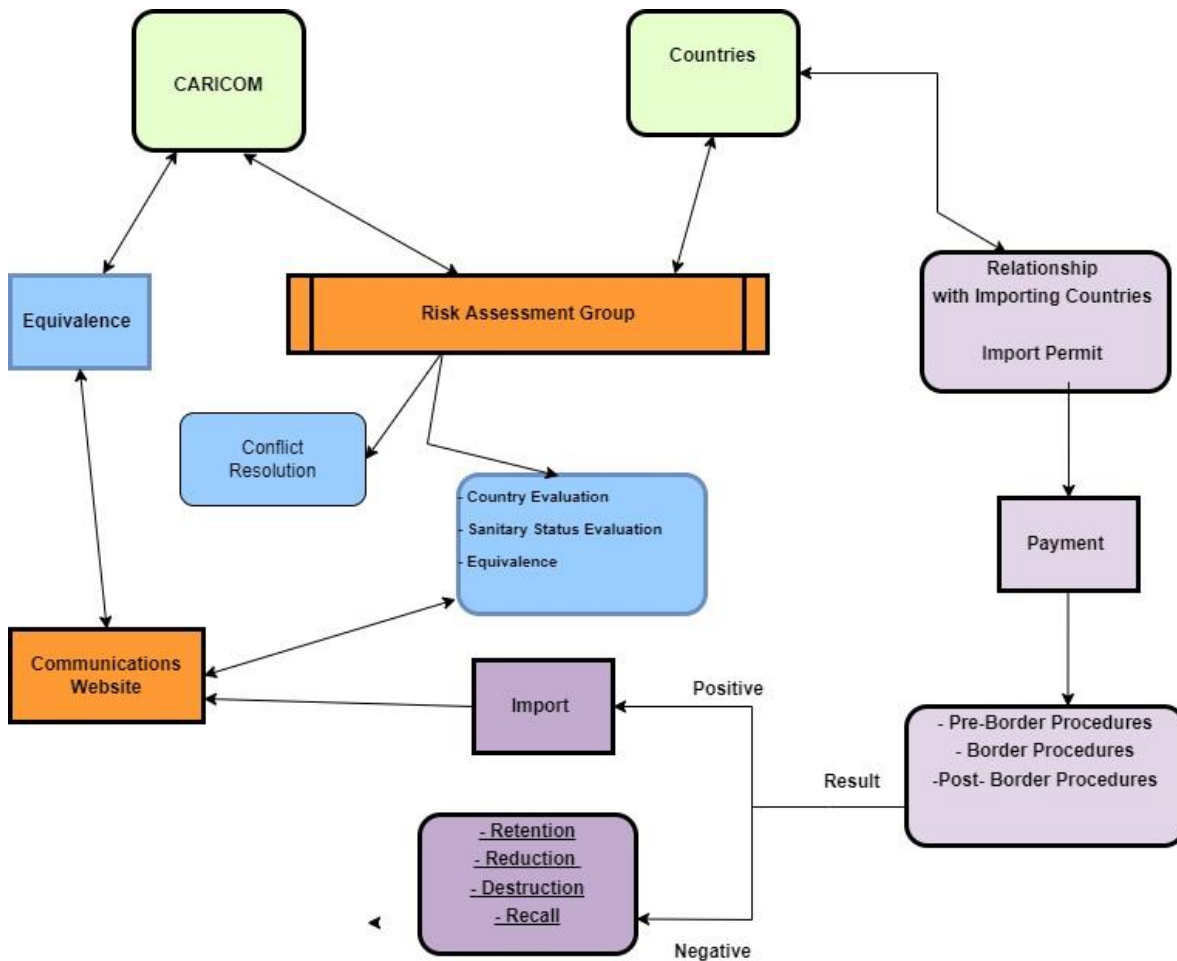 CARICOM
Countries
Equivalence
Risk Assessment Group
Relationship
with Importing Countries
Import Permit
Conflict
Resolution
- Country Evaluation
- Sanitary Status Evaluation
- Equivalence
Payment
Communications
Website
Import
Positive
- Pre-Border Procedures
- Border Procedures
-Post- Border Procedures
Result
- Retention
- Reduction
- Destruction
- Recall
Negative